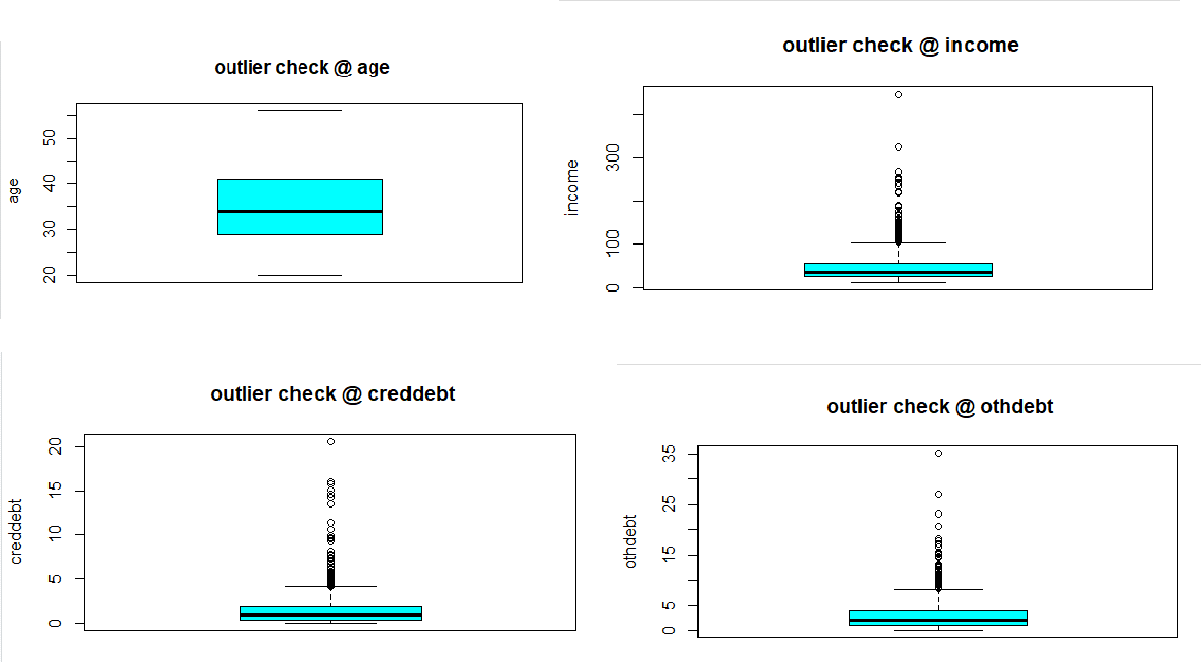 outlier check @ age
age
50
40
30
20
outlier check @ income
income
300
100
0
outlier check @ creddebt
creddebt
20
15
10
5
0
outlier check @ othdebt
othdebt
35
25
15
5
0